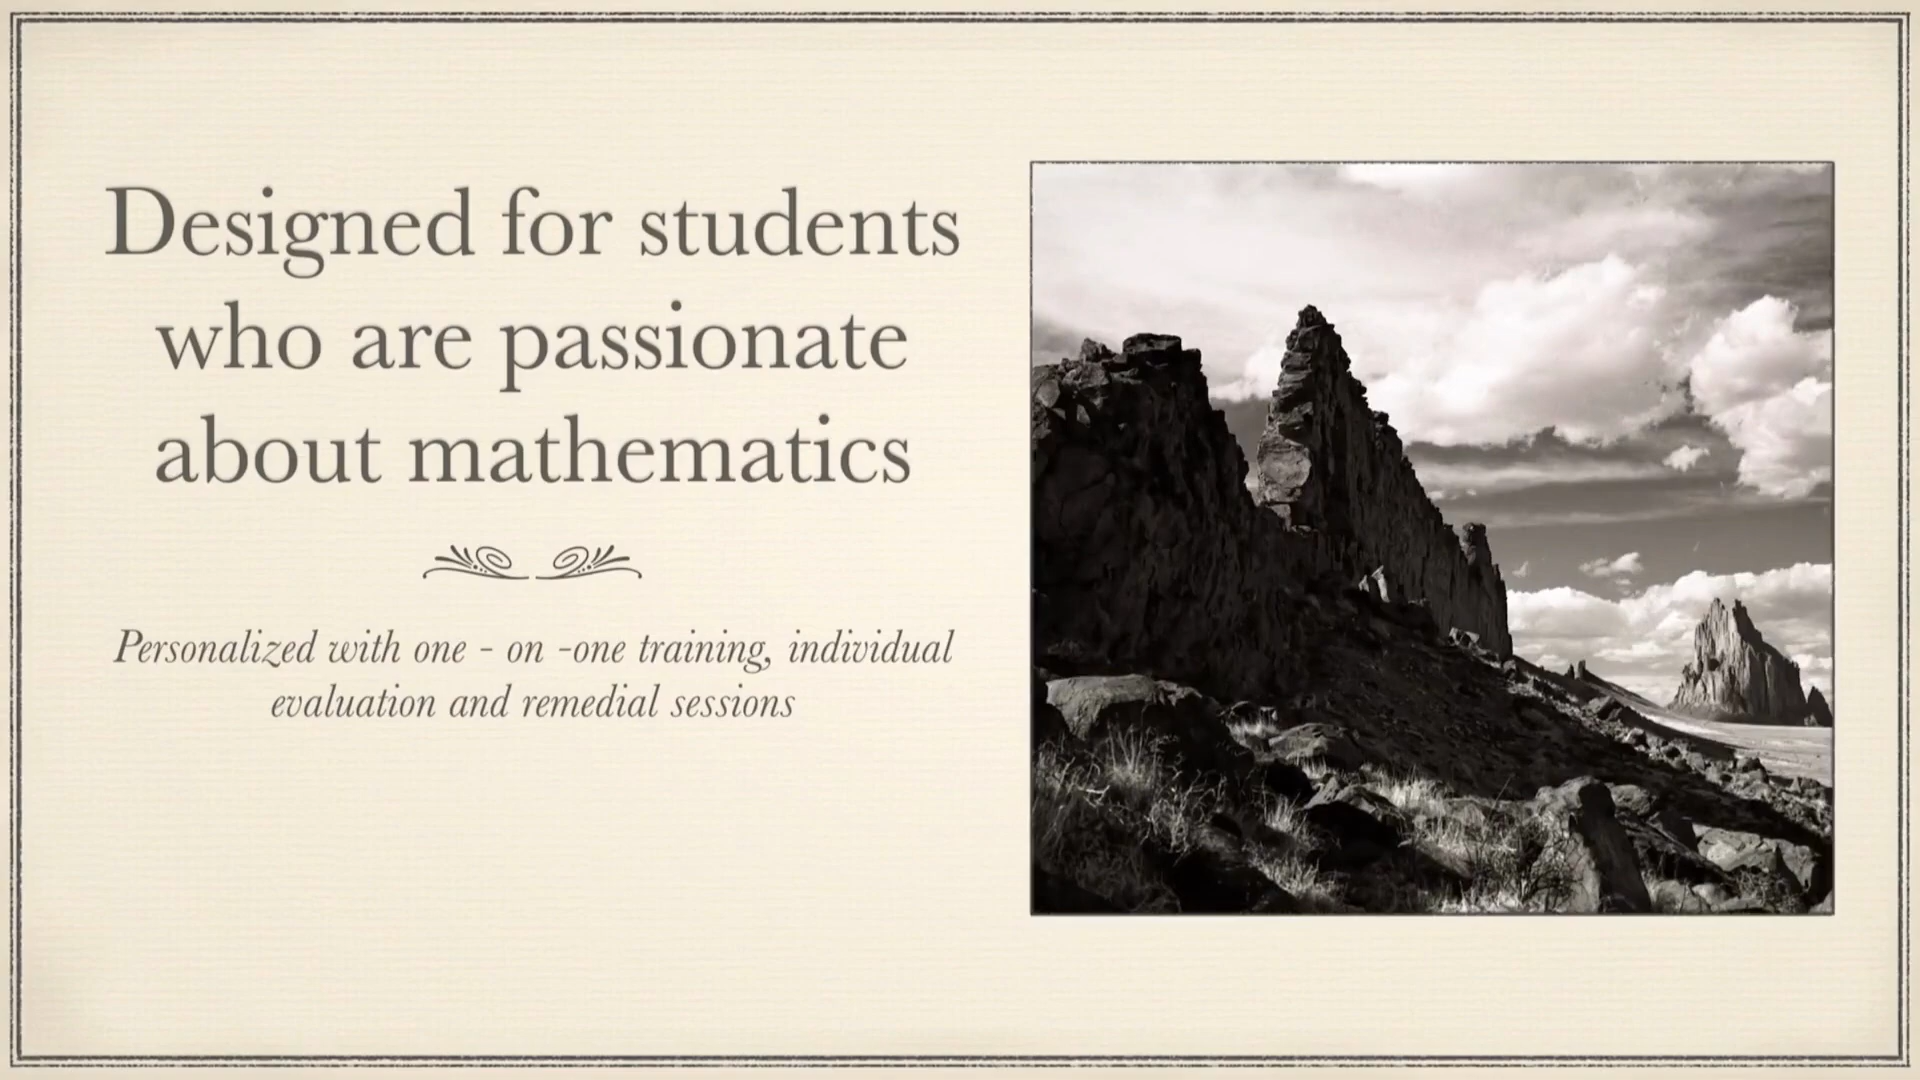 Designed for students
who are passionate
about mathematics
Personalized with one - on -one training, individual
evaluation and remedial sessions